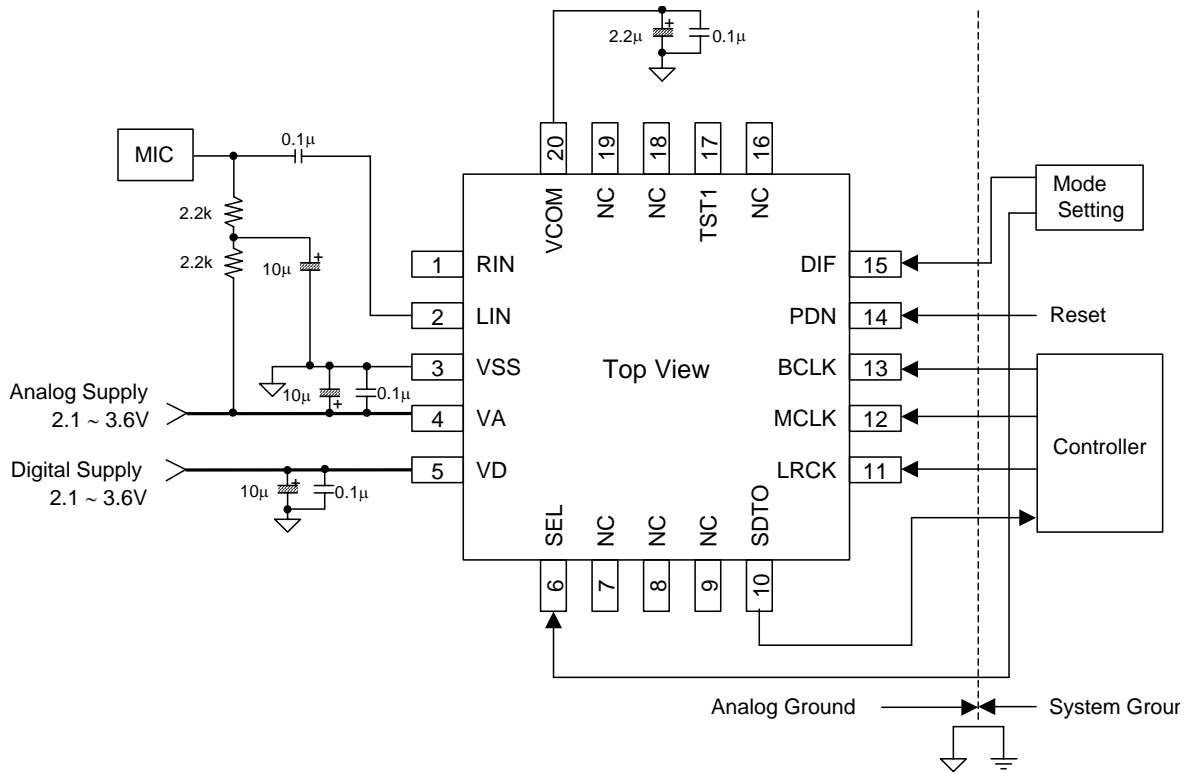 2.2μ
0.1μ
MIC
0.1μ
2.2k
2.2k
10μ
20
19
18
17
16
VCOM
NC
NC
TST1
NC
Mode
Setting
1
RIN
DIF
15
2
LIN
PDN
14
Reset
3
VSS
Top View
BCLK
13
10μ
0.1μ
Analog Supply
2.1 ~ 3.6V
4
VA
MCLK
12
Controller
Digital Supply
2.1 ~ 3.6V
5
VD
LRCK
11
10μ
0.1μ
SEL
NC
NC
NC
SDTO
6
7
8
9
10
Analog Ground
System Grour